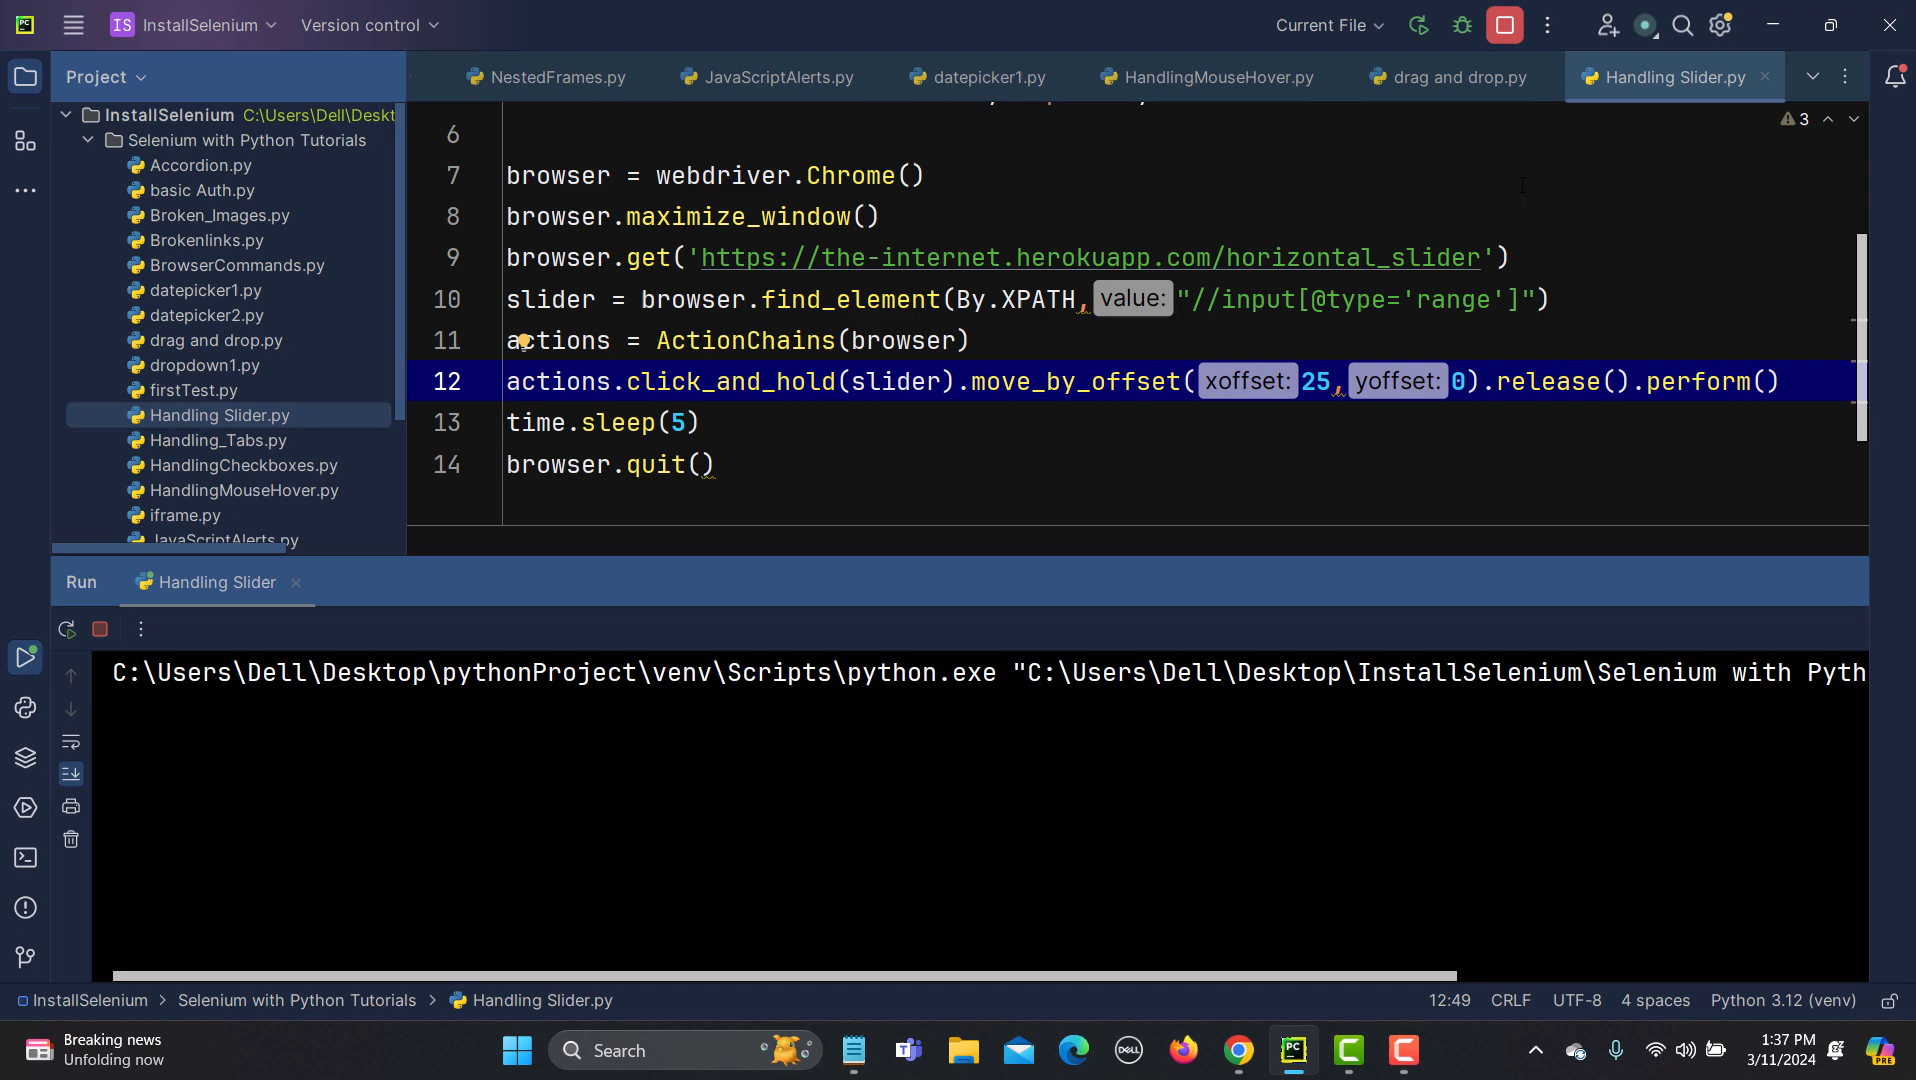 IS InstallSelenium Version control Current File
Project
NestedFrames.py JavaScriptAlerts.py datepicker1.py HandlingMouseHover.py drag and drop.py Handling Slider.py
InstallSelenium C:\Users\Dell\Deskt
Selenium with Python Tutorials
Accordion.py
basic Auth.py
Broken_Images.py
Brokenlinks.py
BrowserCommands.py
datepicker1.py
datepicker2.py
drag and drop.py
dropdown1.py
firstTest.py
Handling Slider.py
Handling_Tabs.py
HandlingCheckboxes.py
HandlingMouseHover.py
iframe.py
JavaScriptAlerts.py
3
6
7 browser = webdriver.Chrome()
8 browser.maximize_window()
9 browser.get('https://the-internet.herokuapp.com/horizontal_slider')
10 slider = browser.find_element(By.XPATH, value: "//input[@type='range']")
11 actions = ActionChains(browser)
12 actions.click_and_hold(slider).move_by_offset( xoffset: 25, yoffset: 0).release().perform()
13 time.sleep(5)
14 browser.quit()
Run Handling Slider
C:\Users\Dell\Desktop\pythonProject\venv\Scripts\python.exe "C:\Users\Dell\Desktop\InstallSelenium\Selenium with Pyth
InstallSelenium > Selenium with Python Tutorials > Handling Slider.py 12:49 CRLF UTF-8 4 spaces Python 3.12 (venv)
Breaking news
Unfolding now
Search
DELL
PRE
1:37 PM
3/11/2024